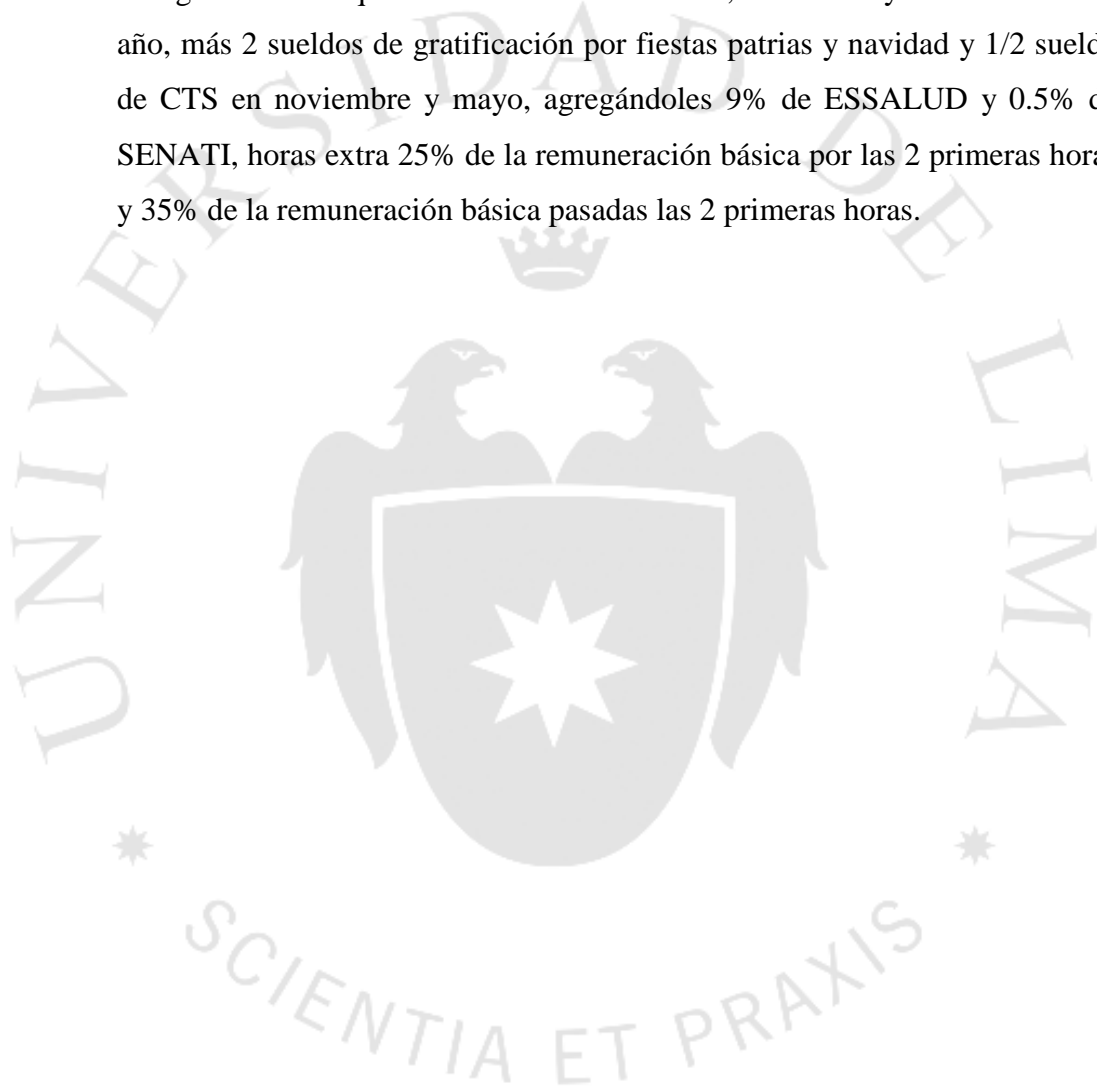 año, más 2 sueldos de gratificación por fiestas patrias y navidad y 1/2
de CTS en noviembre y mayo, agregándoles 9% de ESSALUD y 0.5%
SENATI, horas extra 25% de la remuneración básica por las 2 primeras
y 35% de la remuneración básica pasadas las 2 primeras horas.
UNIVERSIDAD DE LIMA
SCIENTIA ET PRAXIS